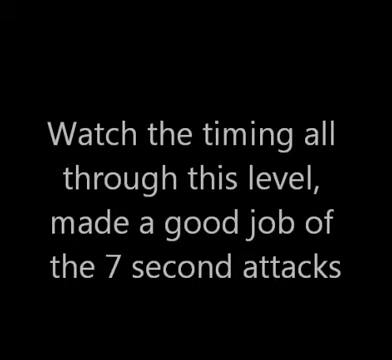 Watch the timing all
through this level,
made a good job of
the 7 second attacks